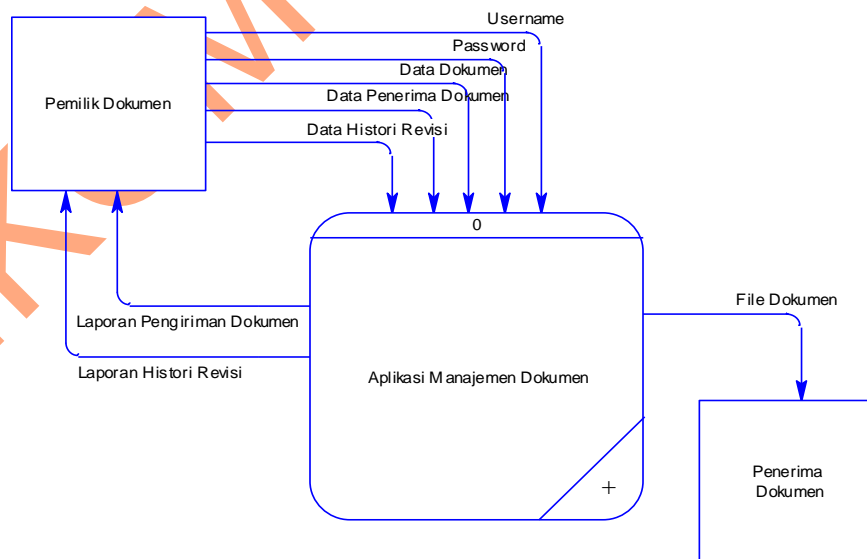 Username
Password
Data Dokumen
Data Penerima Dokumen
Data Histori Revisi
Pemilik Dokumen
0
Laporan Pengiriman Dokumen
Laporan Histori Revisi
Aplikasi Manajemen Dokumen
+
File Dokumen
Penerima
Dokumen